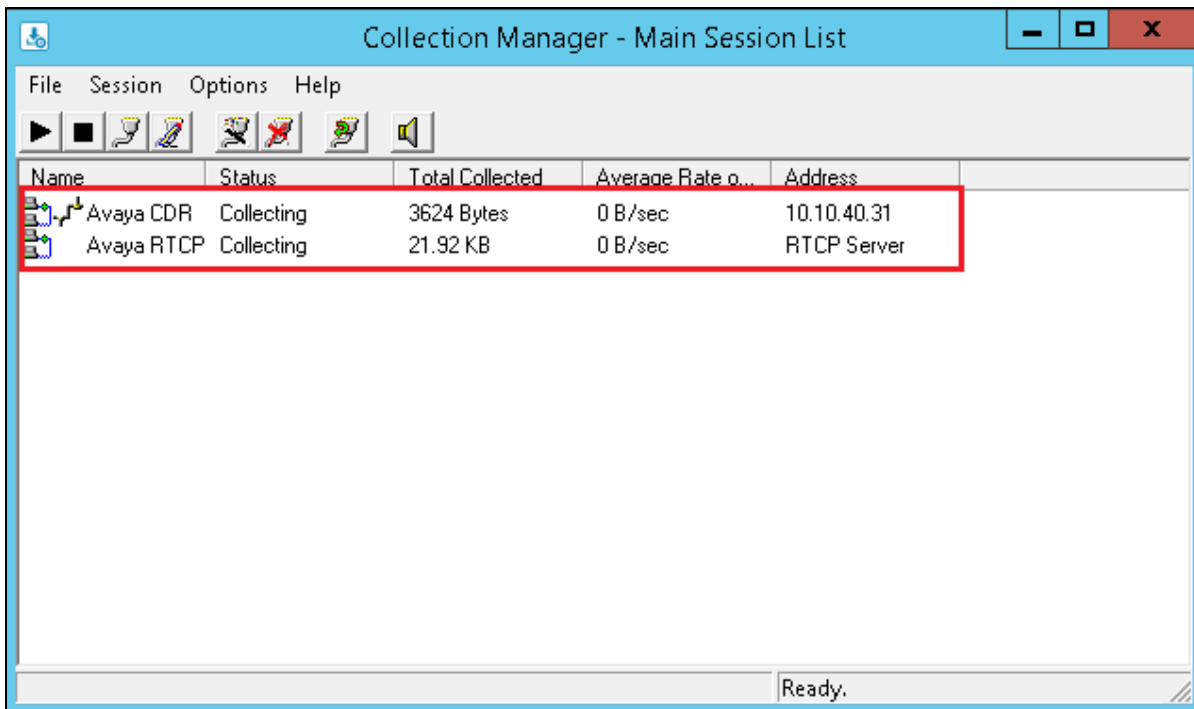 Collection Manager - Main Session List
File Session Options Help
Name Status Total Collected Average Rate o... Address
Avaya CDR Collecting 3624 Bytes 0 B/sec 10.10.40.31
Avaya RTCP Collecting 21.92 KB 0 B/sec RTCP Server
Ready.